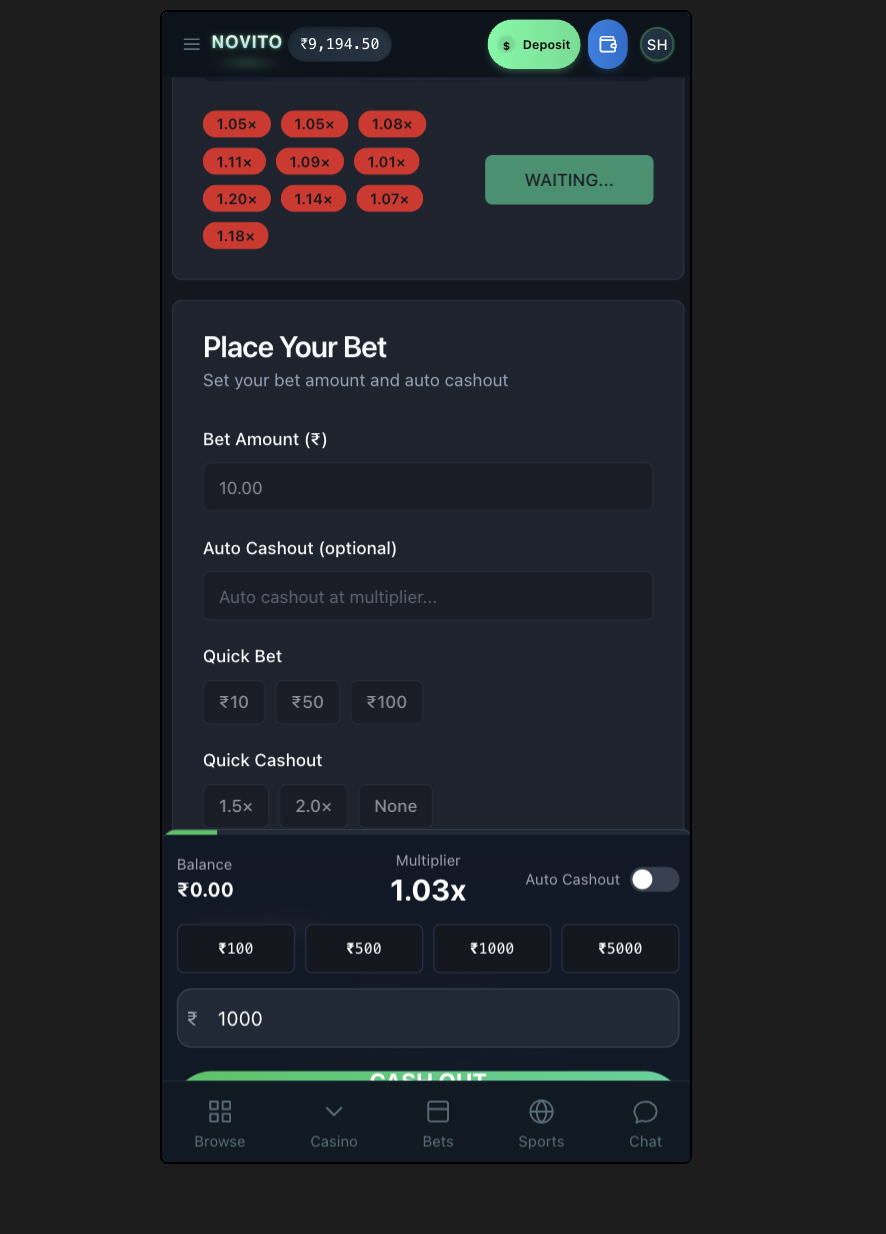 NOVITO ₹9,194.50 $ Deposit SH
1.05× 1.05× 1.08×
1.11× 1.09× 1.01×
1.20× 1.14× 1.07×
1.18×
WAITING...
Place Your Bet
Set your bet amount and auto cashout
Bet Amount (₹)
10.00
Auto Cashout (optional)
Auto cashout at multiplier...
Quick Bet
₹10 ₹50 ₹100
Quick Cashout
1.5× 2.0× None
Balance
₹0.00
Multiplier
1.03x
Auto Cashout
₹100 ₹500 ₹1000 ₹5000
₹ 1000
CASH OUT
Browse Casino Bets Sports Chat